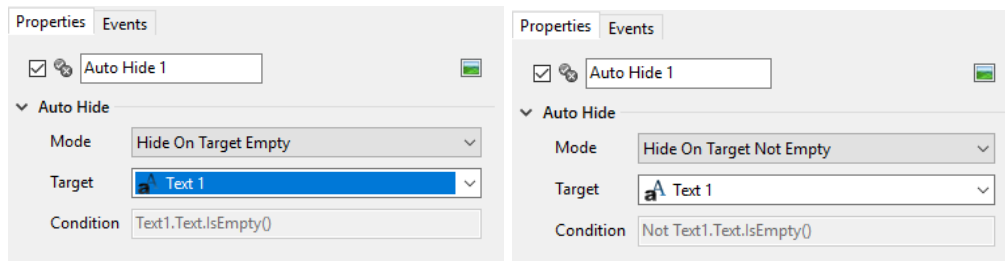 Properties Events
Auto Hide 1
Auto Hide
Mode Hide On Target Empty
Target Text 1
Condition Text1.Text.IsEmpty()
Properties Events
Auto Hide 1
Auto Hide
Mode Hide On Target Not Empty
Target Text 1
Condition Not Text1.Text.IsEmpty()